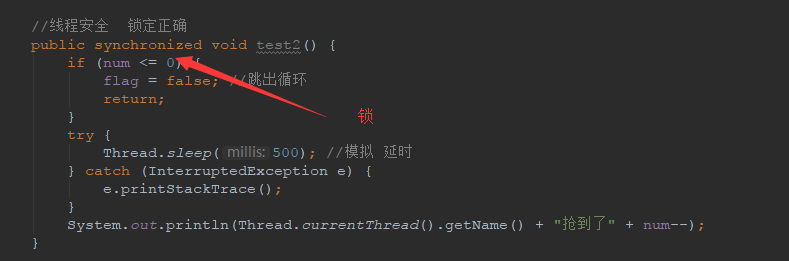 //线程安全  锁定正确
public synchronized void test2() {
    if (num <= 0) {
        flag = false; //跳出循环
        return;
锁
    }
    try {
        Thread.sleep( millis: 500); //模拟 延时
    } catch (InterruptedException e) {
        e.printStackTrace();
    }
    System.out.println(Thread.currentThread().getName() + "抢到了" + num--);
}